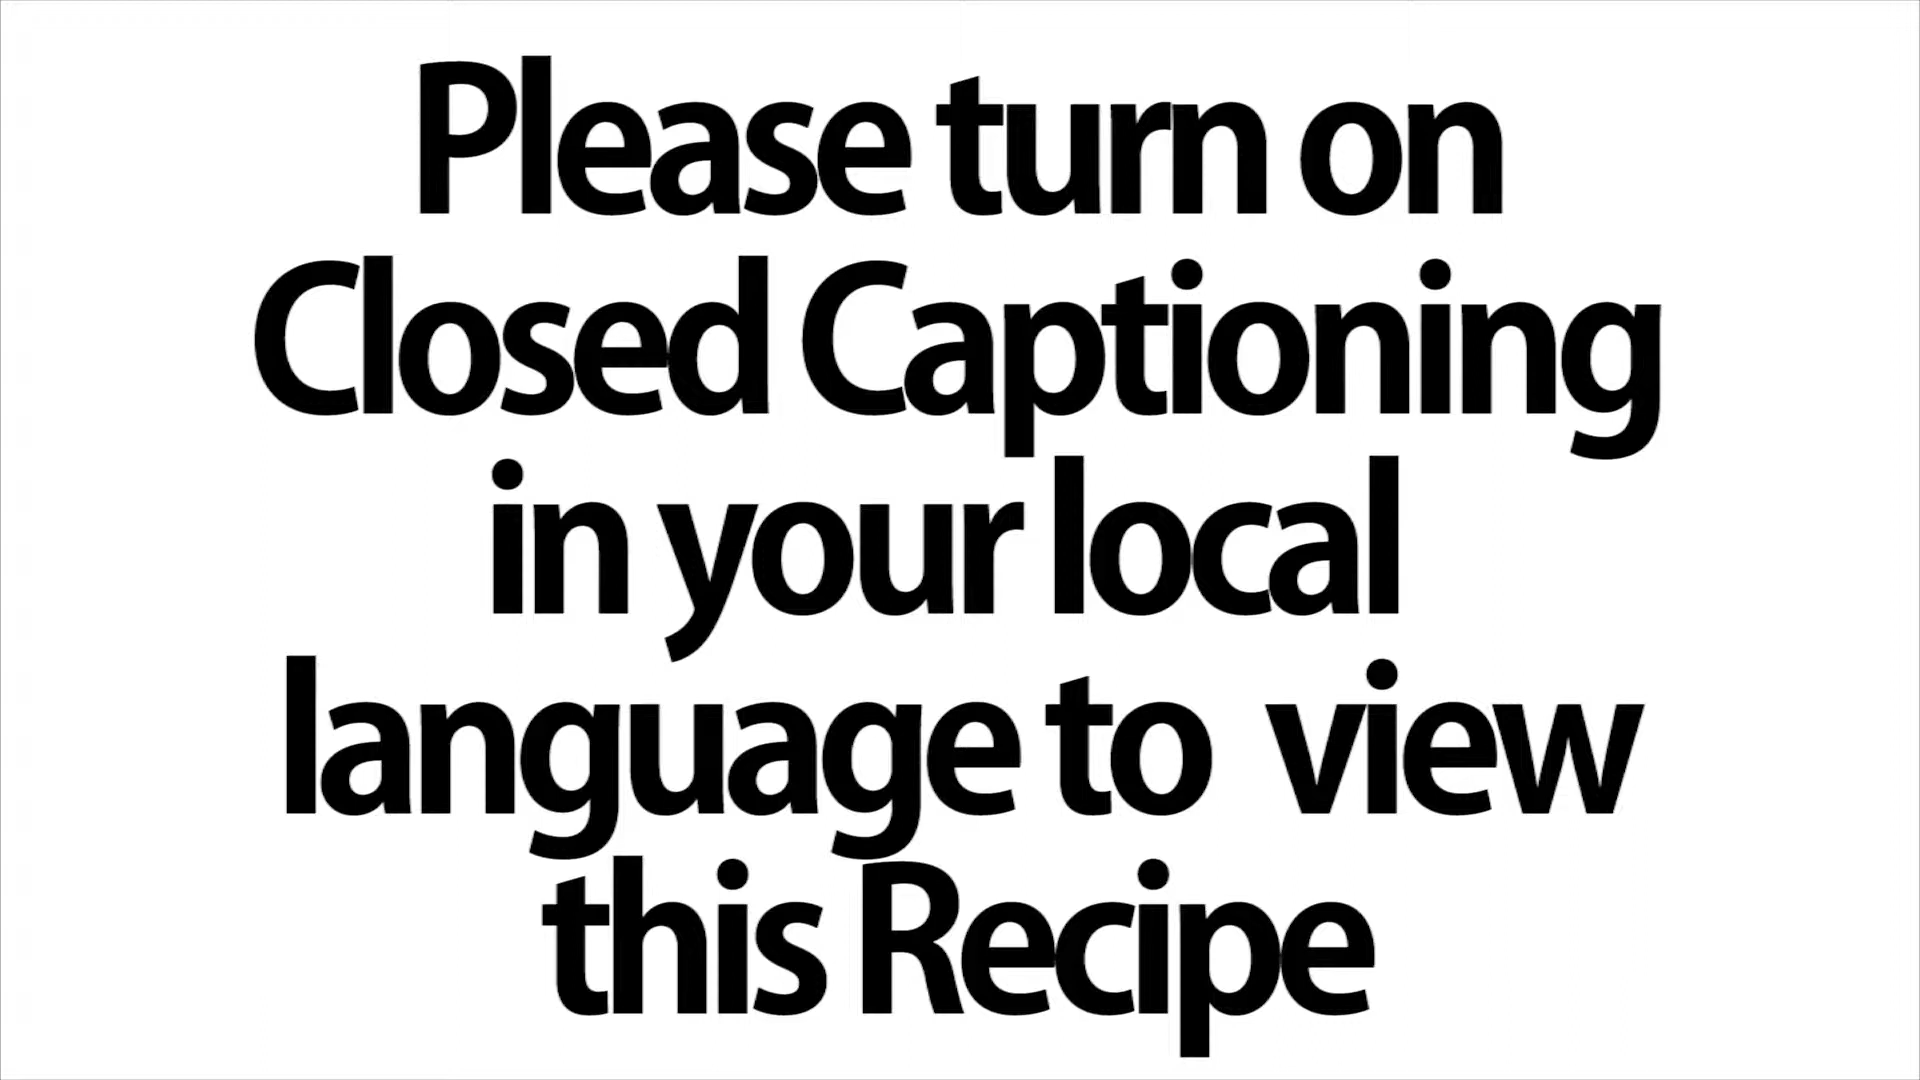 Please turn on
Closed Captioning
in your local
language to  view
this Recipe